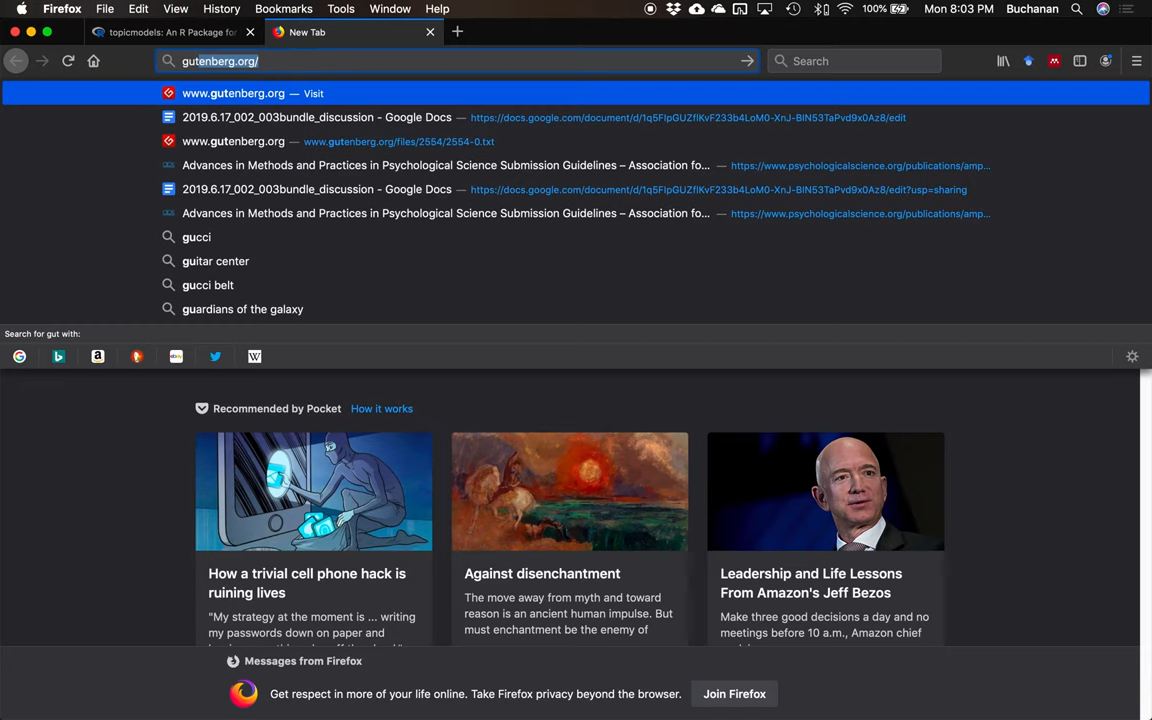 Firefox File Edit View History Bookmarks Tools Window Help 100% Mon 8:03 PM Buchanan
topicmodels: An R Package for New Tab
gutenberg.org/ Search
www.gutenberg.org — Visit
2019.6.17_002_003bundle_discussion - Google Docs — https://docs.google.com/document/d/1q5FlpGUZflKvF233b4LoM0-XnJ-BlN53TaPvd9x0Az8/edit
www.gutenberg.org — www.gutenberg.org/files/2554/2554-0.txt
Advances in Methods and Practices in Psychological Science Submission Guidelines – Association fo... — https://www.psychologicalscience.org/publications/amp...
2019.6.17_002_003bundle_discussion - Google Docs — https://docs.google.com/document/d/1q5FlpGUZflKvF233b4LoM0-XnJ-BlN53TaPvd9x0Az8/edit?usp=sharing
Advances in Methods and Practices in Psychological Science Submission Guidelines – Association fo... — https://www.psychologicalscience.org/publications/amp...
gucci
guitar center
gucci belt
guardians of the galaxy
Search for gut with:
Recommended by Pocket How it works
How a trivial cell phone hack is
ruining lives
"My strategy at the moment is ... writing
my passwords down on paper and
Against disenchantment
The move away from myth and toward
reason is an ancient human impulse. But
must enchantment be the enemy of
Leadership and Life Lessons
From Amazon's Jeff Bezos
Make three good decisions a day and no
meetings before 10 a.m., Amazon chief
Messages from Firefox
Get respect in more of your life online. Take Firefox privacy beyond the browser. Join Firefox